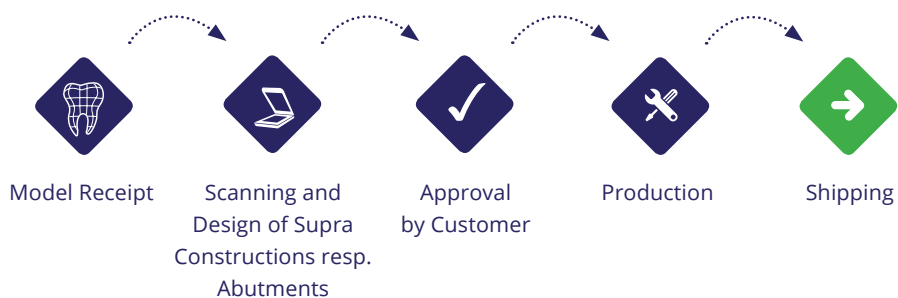 Model Receipt
Scanning and
Design of Supra
Constructions resp.
Abutments
Approval
by Customer
Production
Shipping